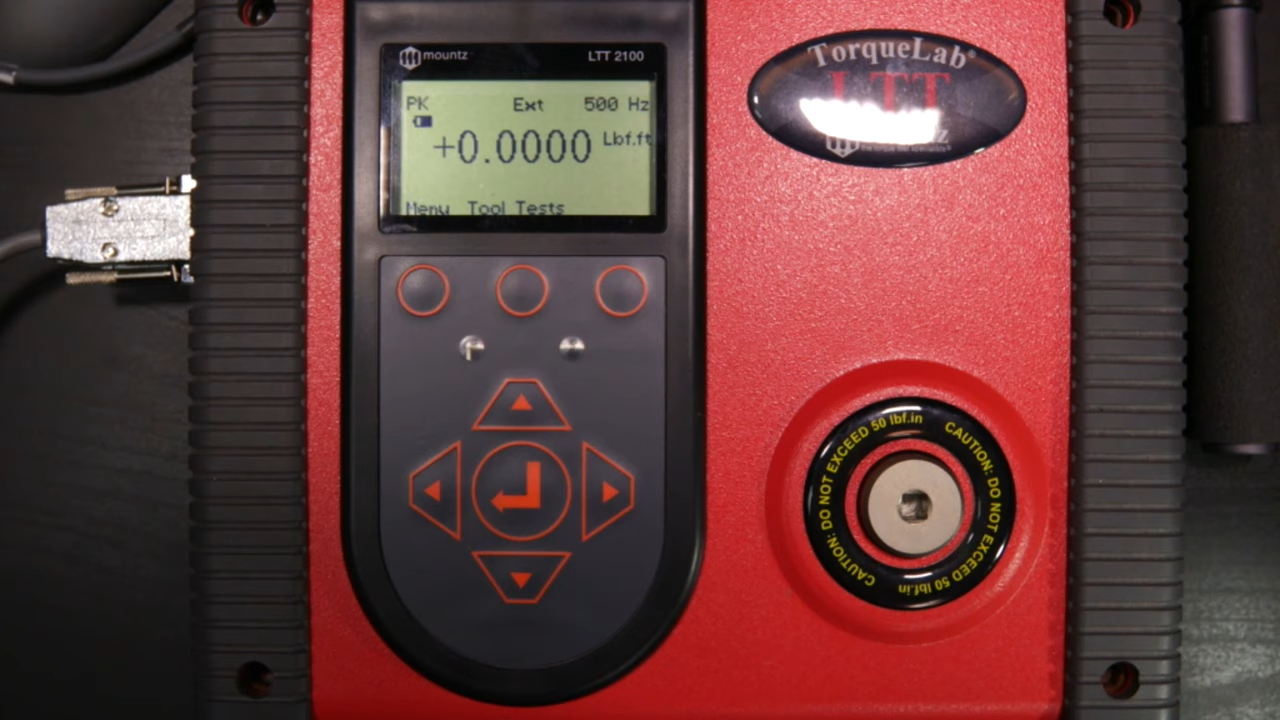 mountz
LTT 2100
PK Ext 500 Hz
+0.0000 Lbf.ft
Menu Tool Tests
TorqueLab®
LTT
CAUTION: DO NOT EXCEED 50 lbf.in
CAUTION: DO NOT EXCEED 50 lbf.in